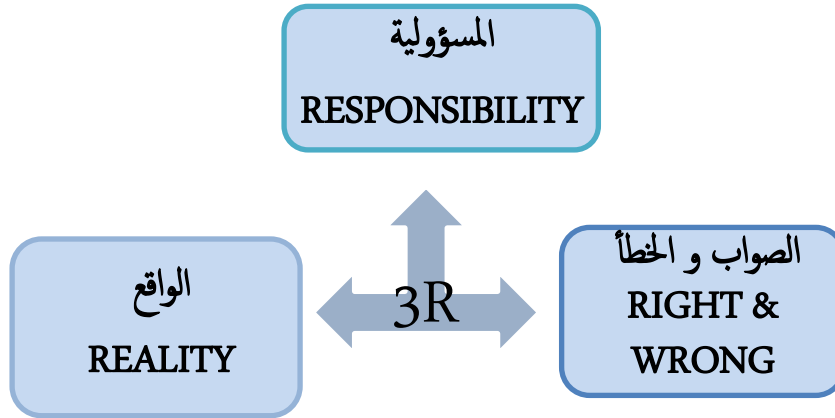 المسؤولية
RESPONSIBILITY
الواقع
REALITY
3R
الصواب و الخطأ
RIGHT &
WRONG